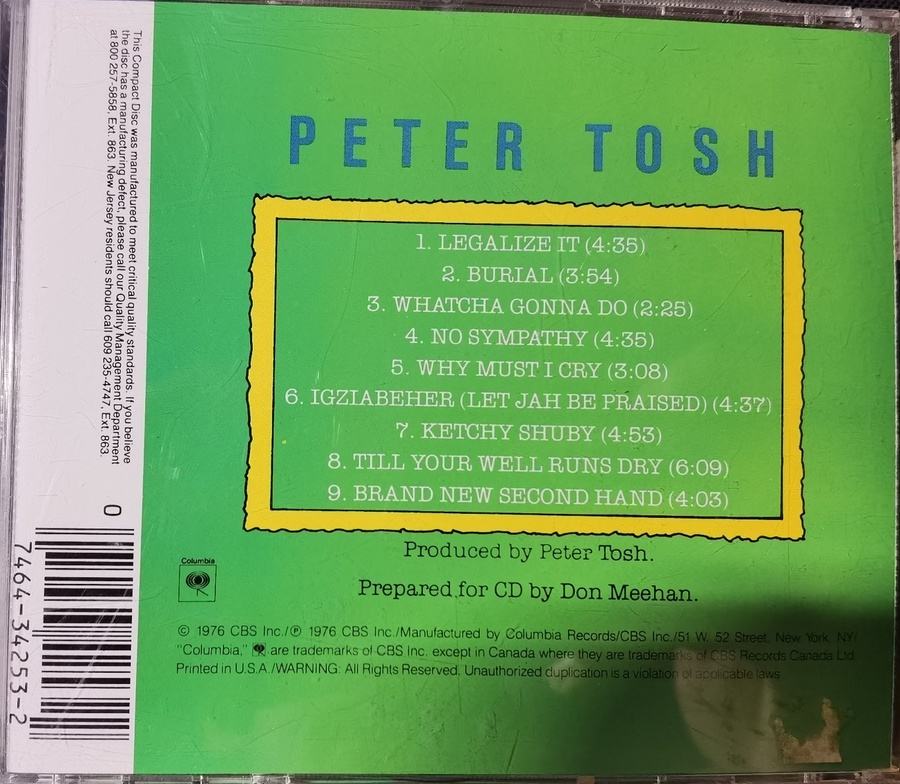 PETER TOSH
1. LEGALIZE IT (4:35)
2. BURIAL (3:54)
3. WHATCHA GONNA DO (2:25)
4. NO SYMPATHY (4:35)
5. WHY MUST I CRY (3:08)
6. IGZIABEHER (LET JAH BE PRAISED) (4:37)
7. KETCHY SHUBY (4:53)
8. TILL YOUR WELL RUNS DRY (6:09)
9. BRAND NEW SECOND HAND (4:03)
Produced by Peter Tosh.
Prepared for CD by Don Meehan.
Columbia
© 1976 CBS Inc./℗ 1976 CBS Inc./Manufactured by Columbia Records/CBS Inc./51 W. 52 Street, New York, NY/
"Columbia," are trademarks of CBS Inc. except in Canada where they are trademarks of CBS Records Canada Ltd.
Printed in U.S.A./WARNING: All Rights Reserved. Unauthorized duplication is a violation of applicable laws
This Compact Disc was manufactured to meet critical quality standards. If you believe
the disc has a manufacturing defect, please call our Quality Management Department
at 800 257-5858, Ext. 863. New Jersey residents should call 609 235-4747, Ext. 863.
0
7464-34253-2